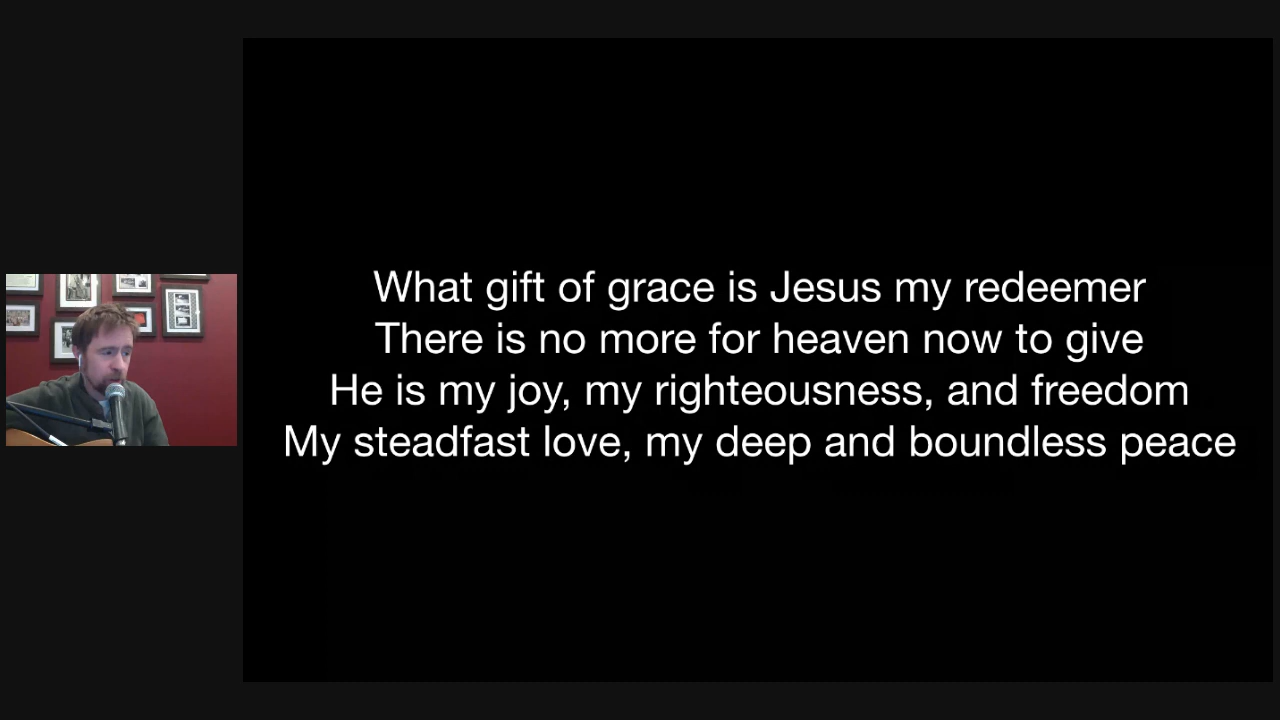 What gift of grace is Jesus my redeemer
There is no more for heaven now to give
He is my joy, my righteousness, and freedom
My steadfast love, my deep and boundless peace